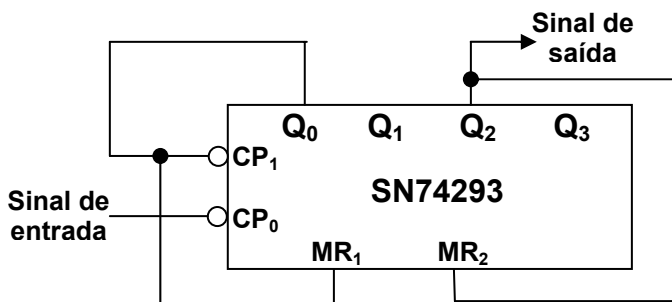 Sinal de
saída
Q0 Q1 Q2 Q3
CP1
SN74293
Sinal de
entrada
CP0
MR1 MR2